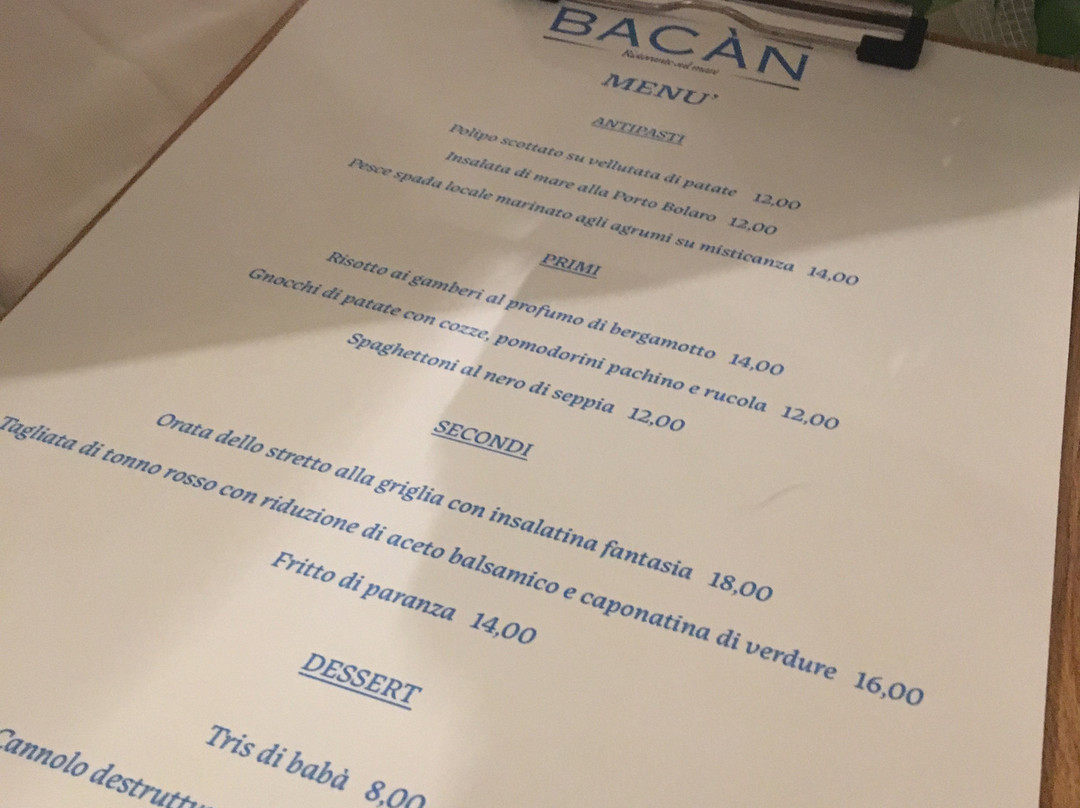 BACÀN
Ristorante sul mare
MENU'
ANTIPASTI
Polipo scottato su vellutata di patate 12,00
Insalata di mare alla Porto Bolaro 12,00
Pesce spada locale marinato agli agrumi su misticanza 14,00
PRIMI
Risotto ai gamberi al profumo di bergamotto 14,00
Gnocchi di patate con cozze, pomodorini pachino e rucola 12,00
Spaghettoni al nero di seppia 12,00
SECONDI
Orata dello stretto alla griglia con insalatina fantasia 18,00
Tagliata di tonno rosso con riduzione di aceto balsamico e caponatina di verdure 16,00
Fritto di paranza 14,00
DESSERT
Tris di babà 8,00
Cannolo